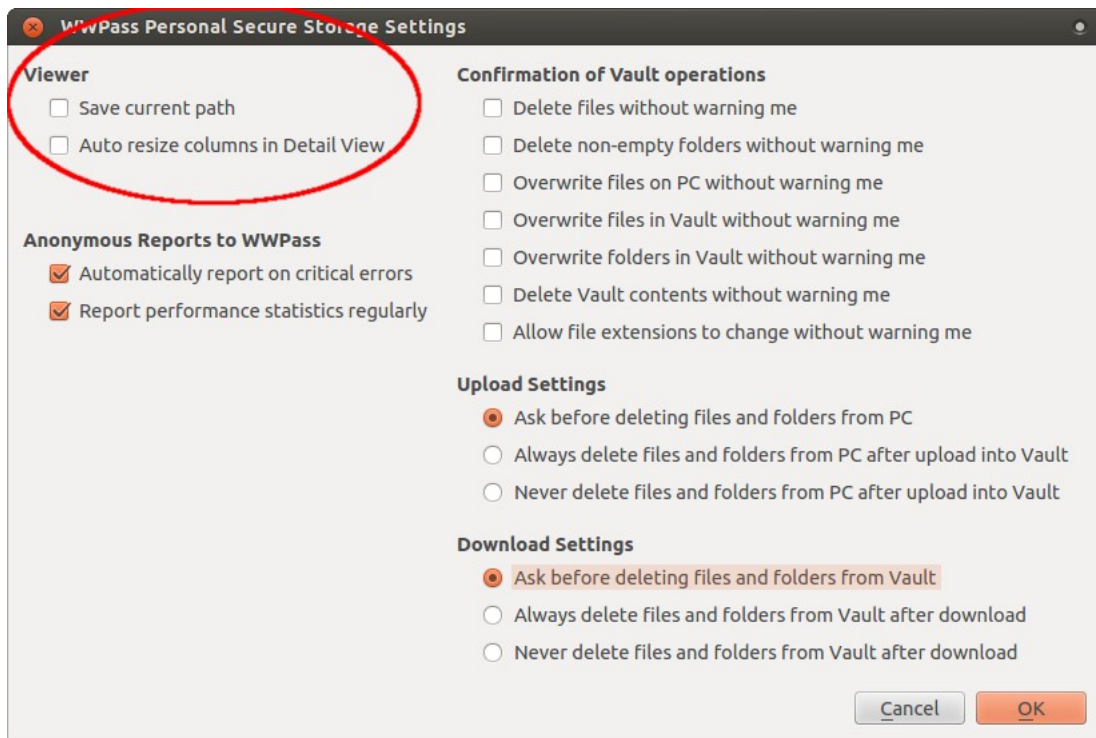 WWPass Personal Secure Storage Settings
Viewer
Save current path
Auto resize columns in Detail View
Anonymous Reports to WWPass
Automatically report on critical errors
Report performance statistics regularly
Confirmation of Vault operations
Delete files without warning me
Delete non-empty folders without warning me
Overwrite files on PC without warning me
Overwrite files in Vault without warning me
Overwrite folders in Vault without warning me
Delete Vault contents without warning me
Allow file extensions to change without warning me
Upload Settings
Ask before deleting files and folders from PC
Always delete files and folders from PC after upload into Vault
Never delete files and folders from PC after upload into Vault
Download Settings
Ask before deleting files and folders from Vault
Always delete files and folders from Vault after download
Never delete files and folders from Vault after download
Cancel
OK